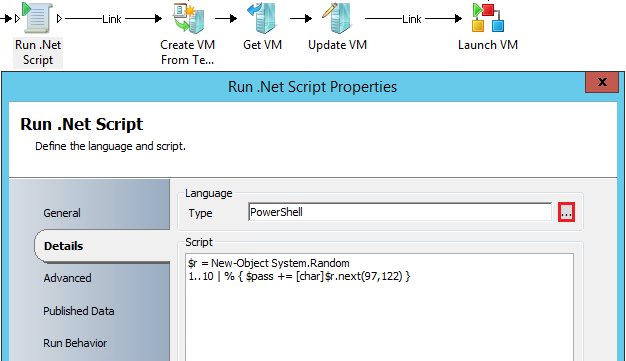 Link
Link
Run .Net
Script
Create VM
From Te...
Get VM
Update VM
Launch VM
Run .Net Script Properties
x
Run .Net Script
Define the language and script.
General
Details
Advanced
Published Data
Run Behavior
Language
Type
PowerShell
...
Script
$r = New-Object System.Random
1..10 | % { $pass += [char]$r.next(97,122) }